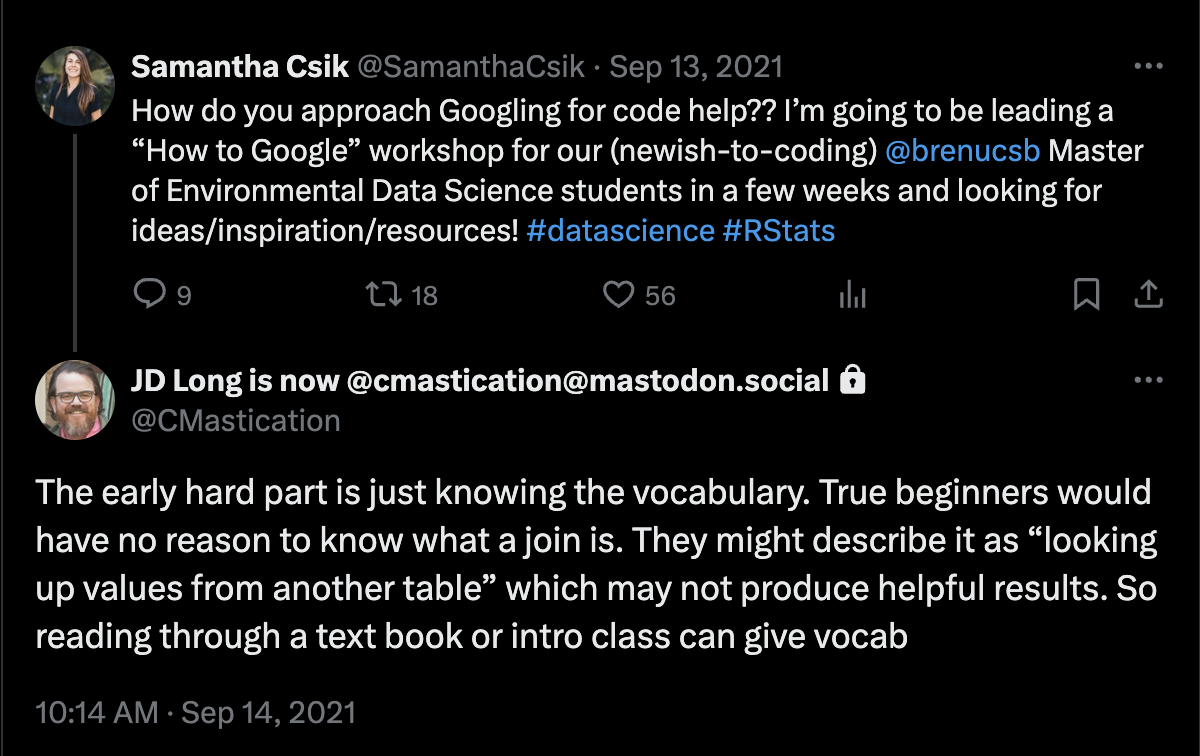 Samantha Csik @SamanthaCsik · Sep 13, 2021
How do you approach Googling for code help?? I’m going to be leading a
“How to Google” workshop for our (newish-to-coding) @brenucsb Master
of Environmental Data Science students in a few weeks and looking for
ideas/inspiration/resources! #datascience #RStats
9 18 56
JD Long is now @cmastication@mastodon.social
@CMastication
The early hard part is just knowing the vocabulary. True beginners would
have no reason to know what a join is. They might describe it as “looking
up values from another table” which may not produce helpful results. So
reading through a text book or intro class can give vocab
10:14 AM · Sep 14, 2021